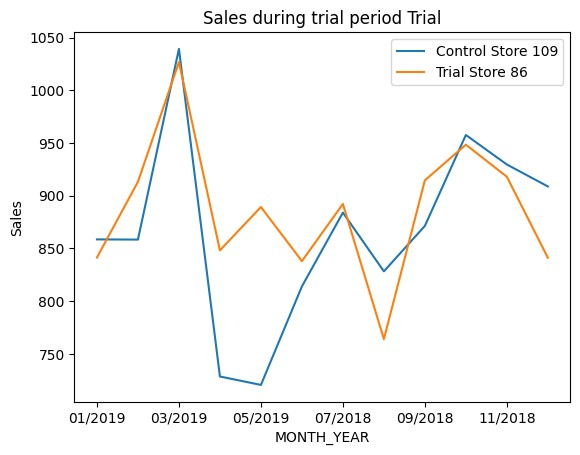 Sales during trial period Trial
Control Store 109
Trial Store 86
1050
1000
950
900
850
800
750
Sales
01/2019 03/2019 05/2019 07/2018 09/2018 11/2018
MONTH_YEAR